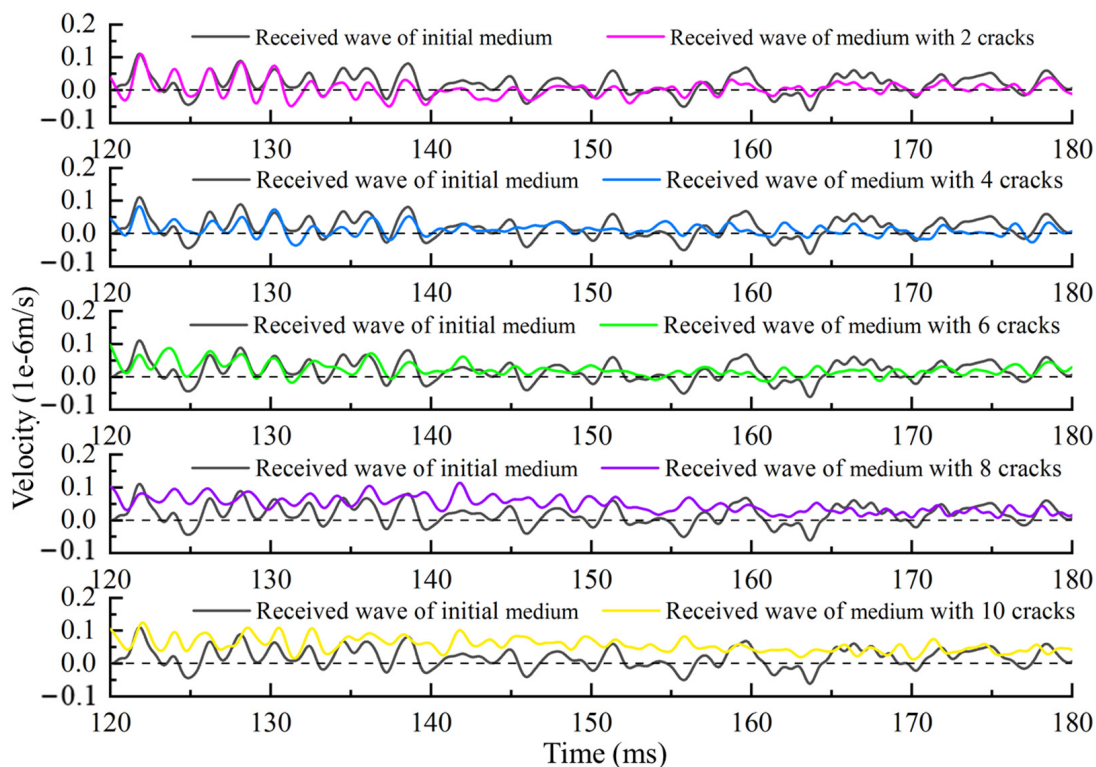 Velocity (1e-6m/s)
0.2
0.1
0.0
−0.1
Received wave of initial medium Received wave of medium with 2 cracks
120 130 140 150 160 170 180
0.2
0.1
0.0
−0.1
Received wave of initial medium Received wave of medium with 4 cracks
120 130 140 150 160 170 180
0.2
0.1
0.0
−0.1
Received wave of initial medium Received wave of medium with 6 cracks
120 130 140 150 160 170 180
0.2
0.1
0.0
−0.1
Received wave of initial medium Received wave of medium with 8 cracks
120 130 140 150 160 170 180
0.2
0.1
0.0
−0.1
Received wave of initial medium Received wave of medium with 10 cracks
120 130 140 150 160 170 180
Time (ms)